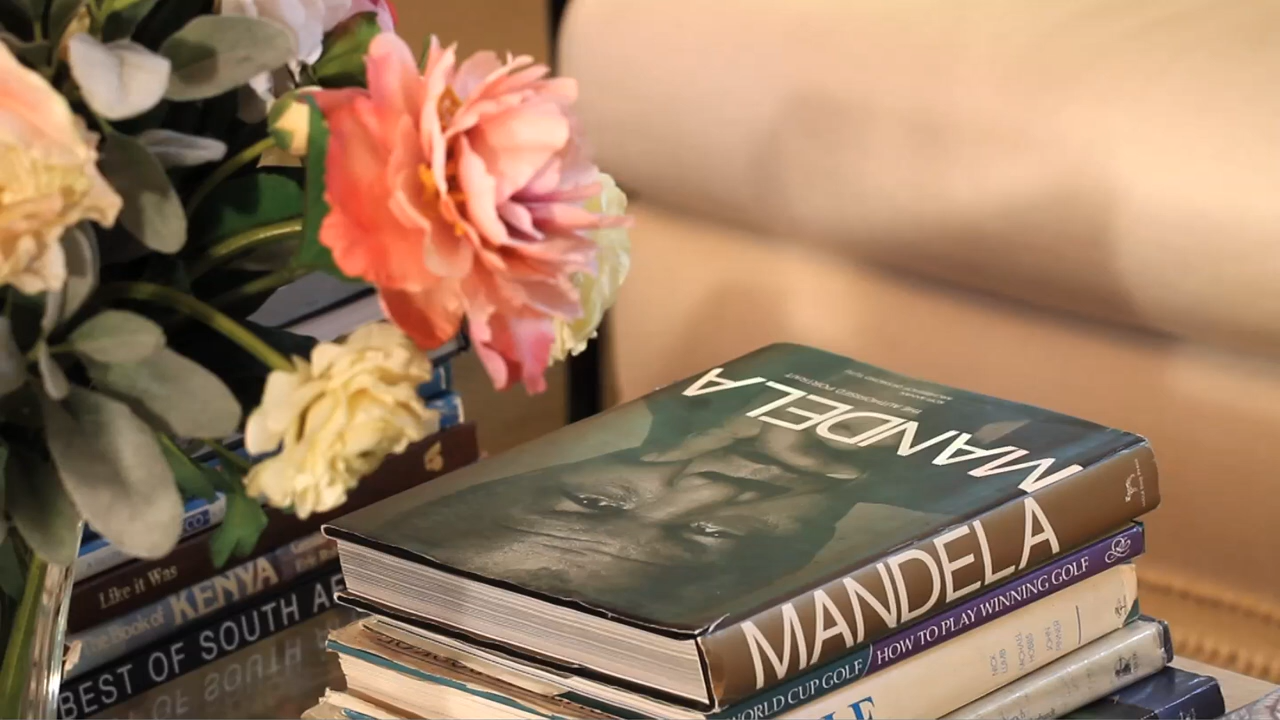 MANDELA
THE AUTHORISED PORTRAIT
MANDELA
WORLD CUP GOLF / HOW TO PLAY WINNING GOLF
Like it Was
The Book of KENYA
BEST OF SOUTH AF